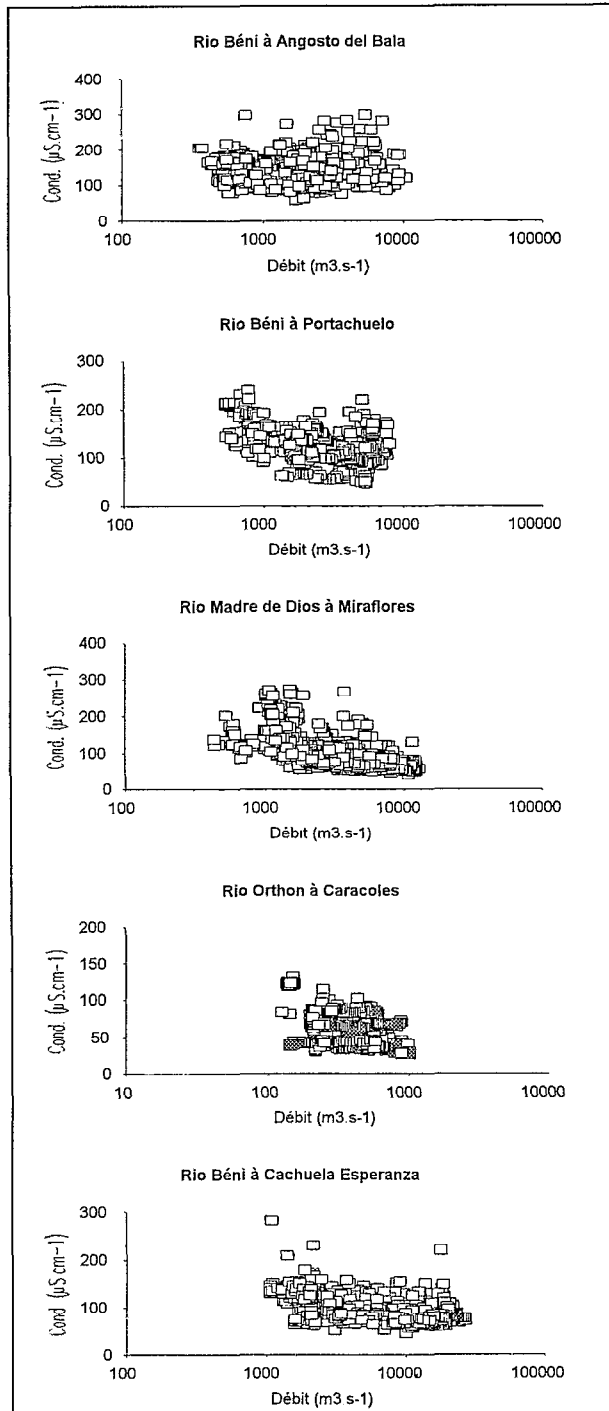 Rio Béni à Angosto del Bala
Cond. (µS.cm-1)
400
300
200
100
0
100
1000
10000
100000
Débit (m3.s-1)
Rio Béni à Portachuelo
Cond. (µS.cm-1)
300
200
100
0
100
1000
10000
100000
Débit (m3.s-1)
Rio Madre de Dios à Miraflores
Cond. (µS.cm-1)
400
300
200
100
0
100
1000
10000
100000
Débit (m3.s-1)
Rio Orthon à Caracoles
Cond. (µS.cm-1)
200
150
100
50
0
10
100
1000
10000
Débit (m3.s-1)
Rio Béni à Cachuela Esperanza
Cond (µS.cm-1)
300
200
100
0
100
1000
10000
100000
Débit (m3 s-1)